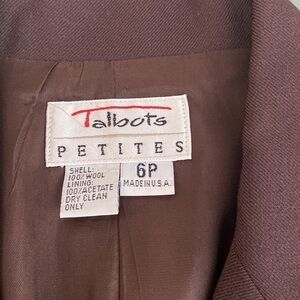 Talbots
PETITES
SHELL:
100% WOOL
LINING:
100% ACETATE
DRY CLEAN
ONLY
6P
MADE IN U.S.A.